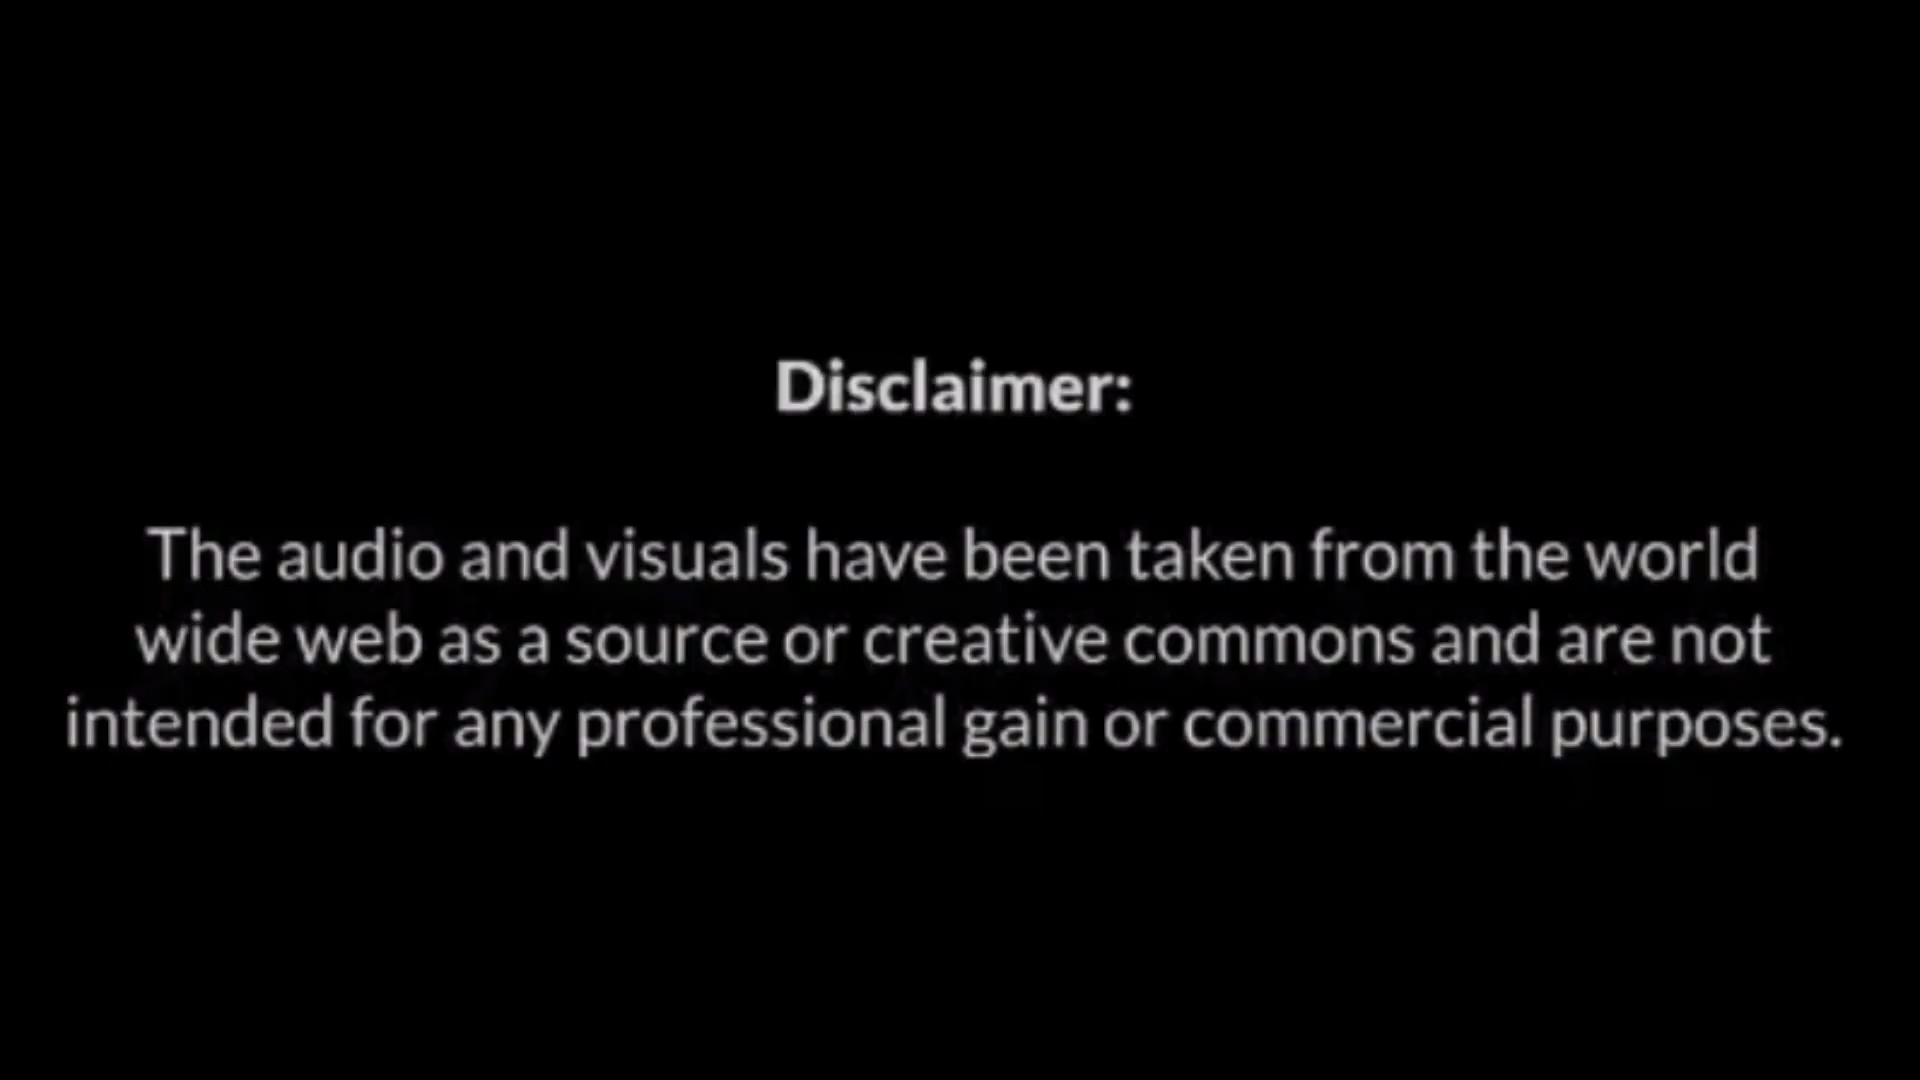 Disclaimer:
The audio and visuals have been taken from the world
wide web as a source or creative commons and are not
intended for any professional gain or commercial purposes.